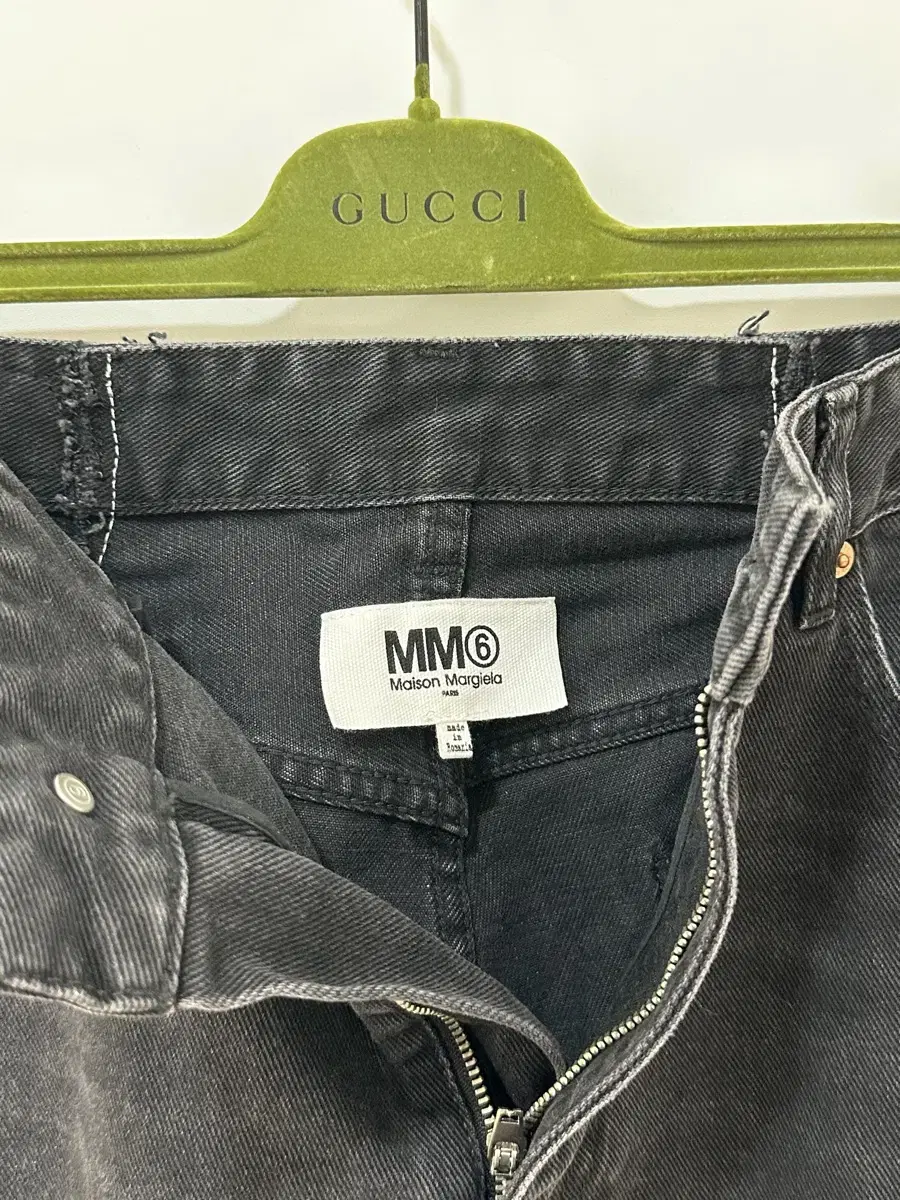 GUCCI
MM6
Maison Margiela
PARIS
made
in
Romania